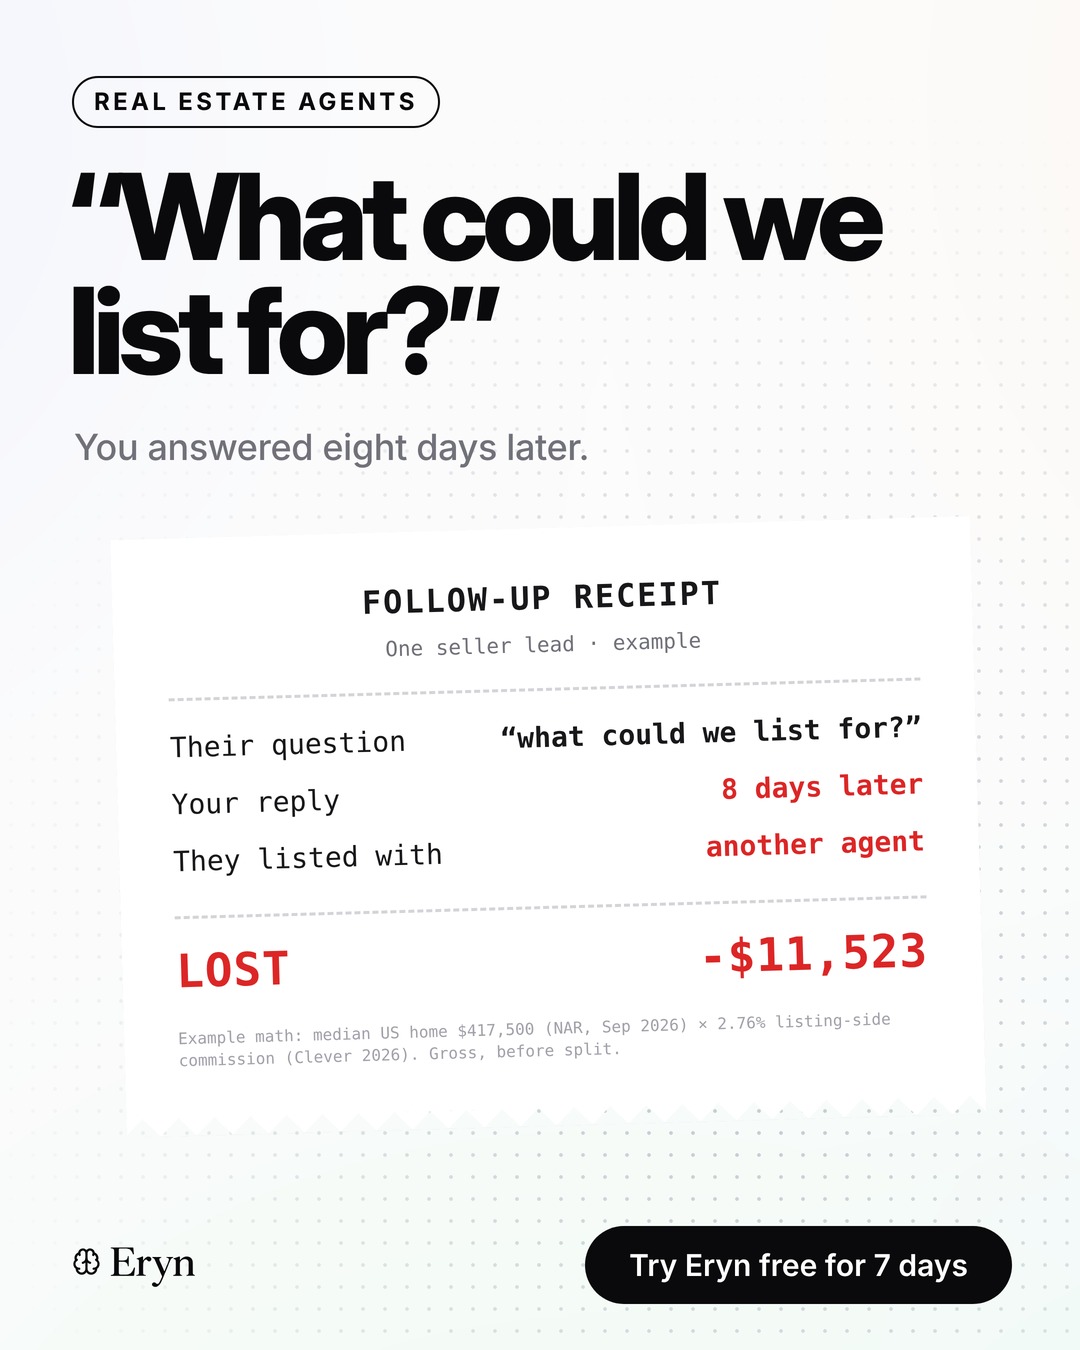 REAL ESTATE AGENTS
“What could we
list for?”
You answered eight days later.
FOLLOW-UP RECEIPT
One seller lead · example
Their question “what could we list for?”
Your reply 8 days later
They listed with another agent
LOST -$11,523
Example math: median US home $417,500 (NAR, Sep 2026) × 2.76% listing-side
commission (Clever 2026). Gross, before split.
Eryn
Try Eryn free for 7 days